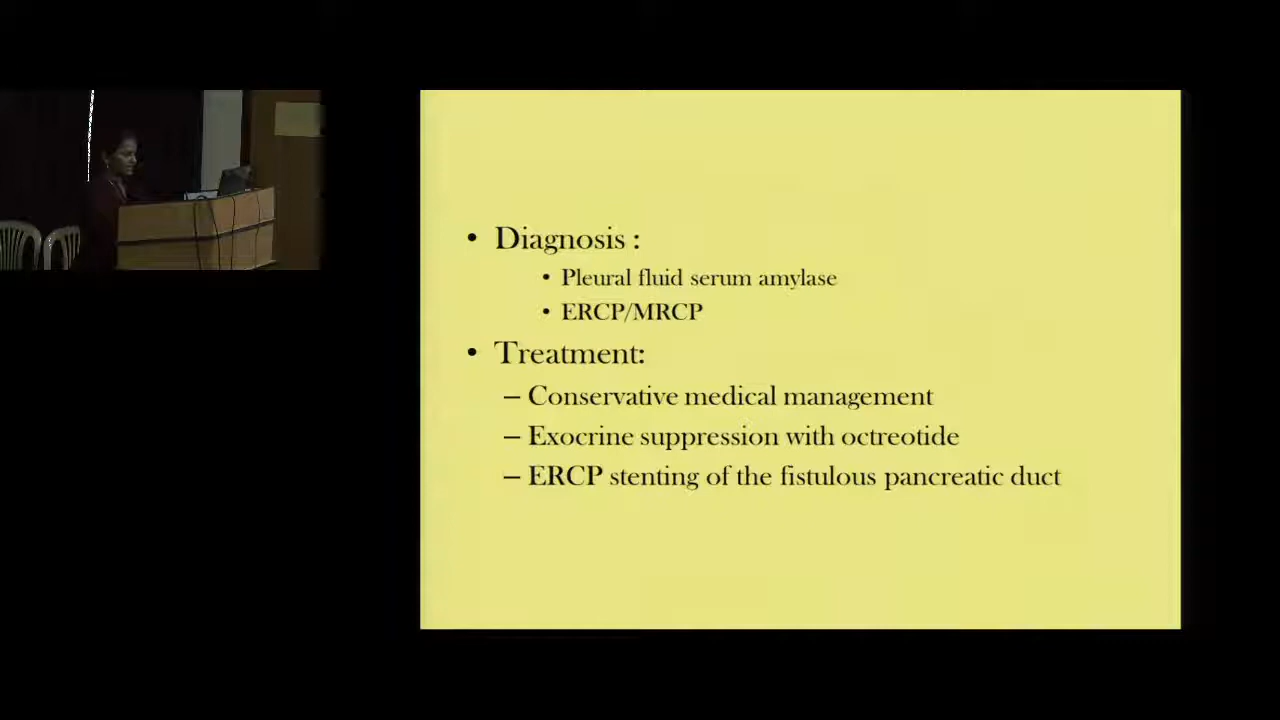 • Diagnosis :
• Pleural fluid serum amylase
• ERCP/MRCP
• Treatment:
– Conservative medical management
– Exocrine suppression with octreotide
– ERCP stenting of the fistulous pancreatic duct